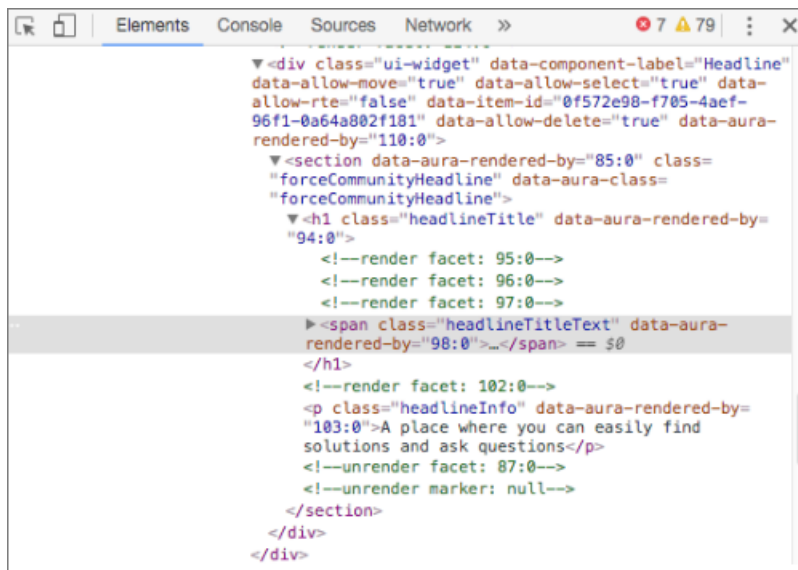 Elements Console Sources Network » 7 79
▼<div class="ui-widget" data-component-label="Headline"
data-allow-move="true" data-allow-select="true" data-
allow-rte="false" data-item-id="0f572e98-f705-4aef-
96f1-0a64a802f181" data-allow-delete="true" data-aura-
rendered-by="110:0">
▼<section data-aura-rendered-by="85:0" class=
"forceCommunityHeadline" data-aura-class=
"forceCommunityHeadline">
▼<h1 class="headlineTitle" data-aura-rendered-by=
"94:0">
<!--render facet: 95:0-->
<!--render facet: 96:0-->
<!--render facet: 97:0-->
▶<span class="headlineTitleText" data-aura-
rendered-by="98:0">…</span> == $0
</h1>
<!--render facet: 102:0-->
<p class="headlineInfo" data-aura-rendered-by=
"103:0">A place where you can easily find
solutions and ask questions</p>
<!--unrender facet: 87:0-->
<!--unrender marker: null-->
</section>
</div>
</div>